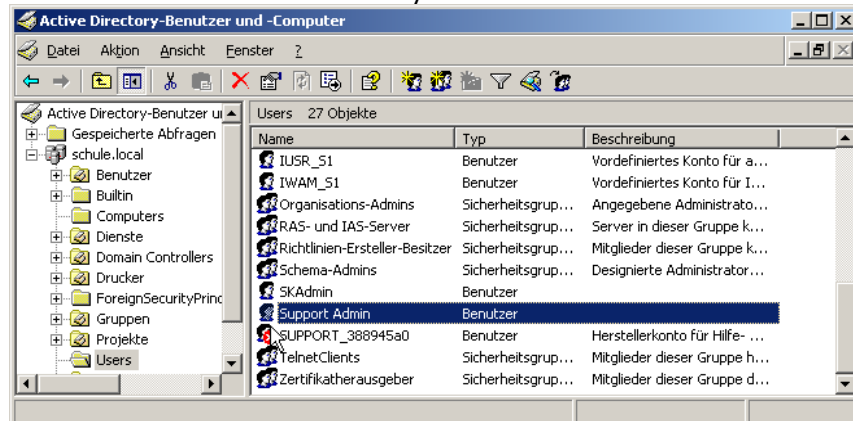 Active Directory-Benutzer und -Computer
Datei Aktion Ansicht Fenster ?
Active Directory-Benutzer u
Gespeicherte Abfragen
schule.local
Benutzer
Builtin
Computers
Dienste
Domain Controllers
Drucker
ForeignSecurityPrinc
Gruppen
Projekte
Users
Users 27 Objekte
Name Typ Beschreibung
IUSR_S1 Benutzer Vordefiniertes Konto für a...
IWAM_S1 Benutzer Vordefiniertes Konto für I...
Organisations-Admins Sicherheitsgrup... Angegebene Administrato...
RAS- und IAS-Server Sicherheitsgrup... Server in dieser Gruppe k...
Richtlinien-Ersteller-Besitzer Sicherheitsgrup... Mitglieder dieser Gruppe k...
Schema-Admins Sicherheitsgrup... Designierte Administrator...
SKAdmin Benutzer
Support Admin Benutzer
SUPPORT_388945a0 Benutzer Herstellerkonto für Hilfe- ...
TelnetClients Sicherheitsgrup... Mitglieder dieser Gruppe h...
Zertifikatherausgeber Sicherheitsgrup... Mitglieder dieser Gruppe d...